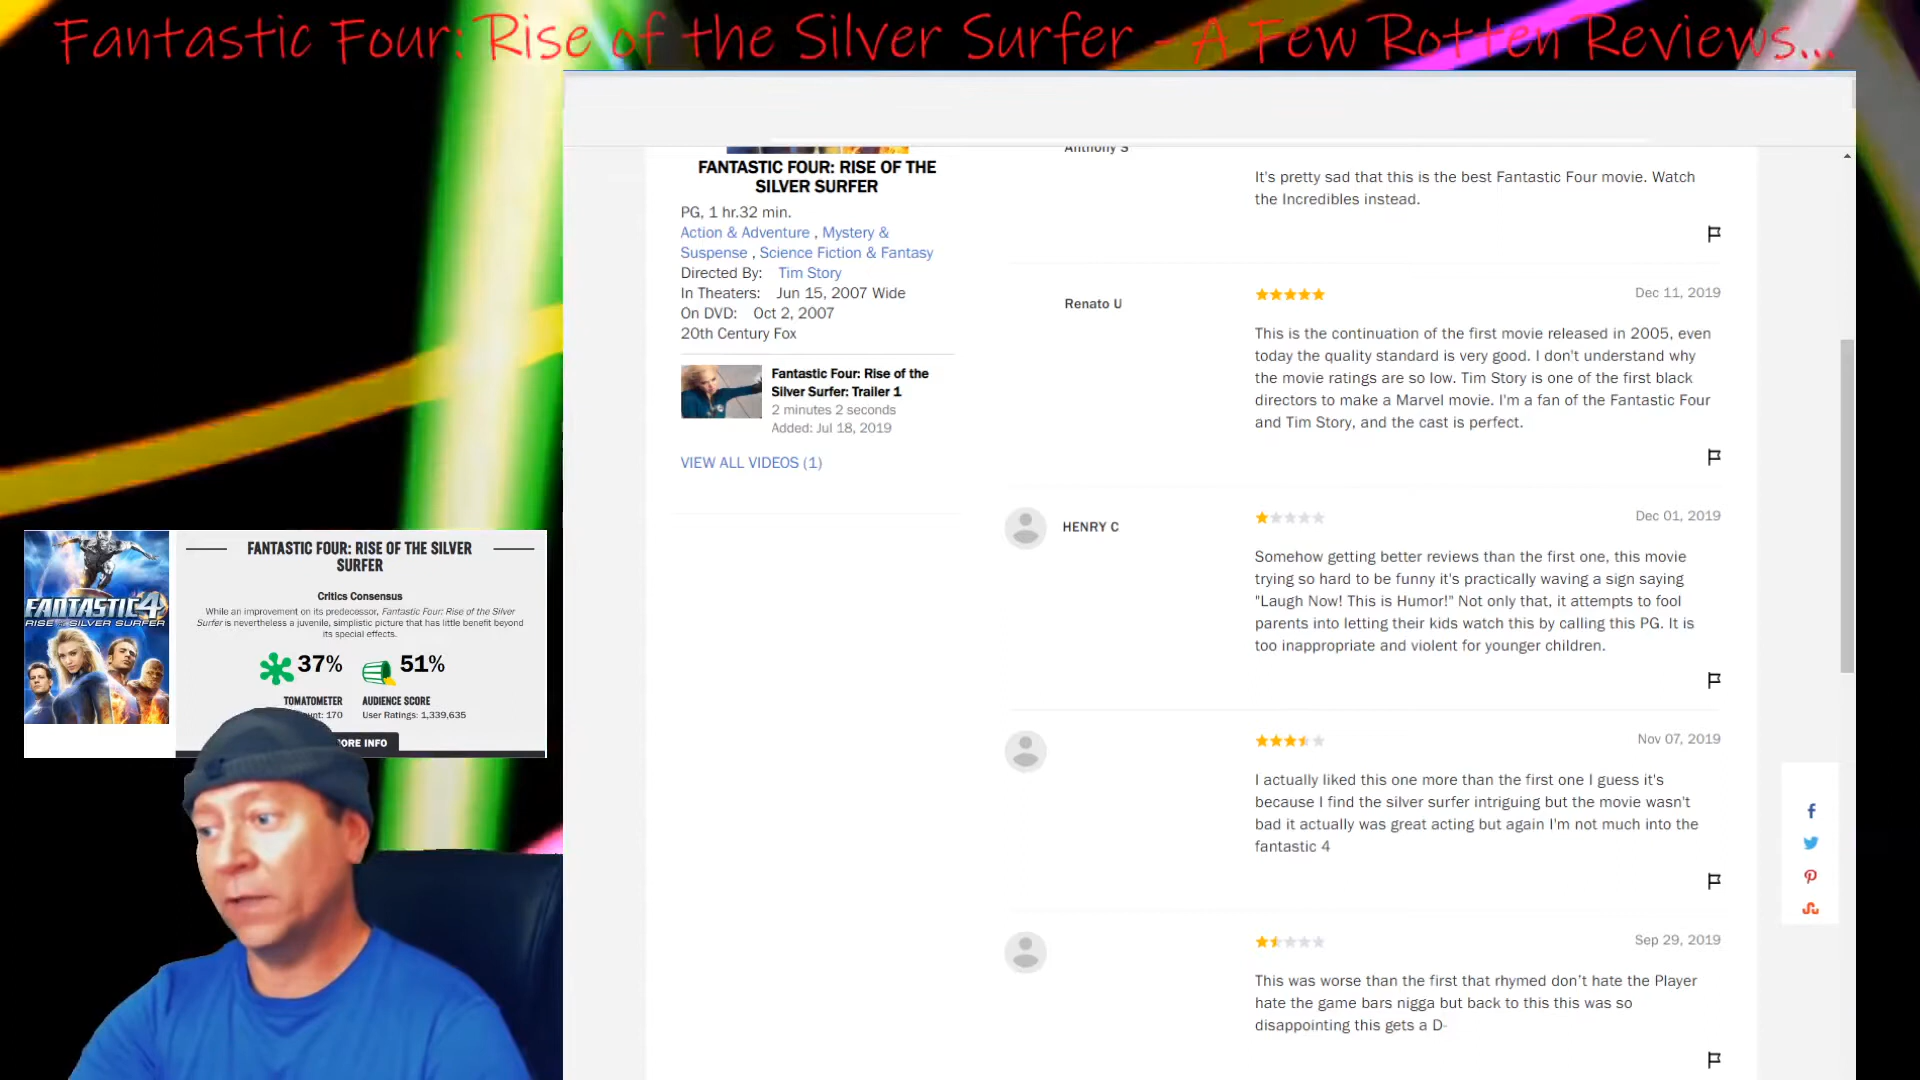 Fantastic Four: Rise of the Silver Surfer - A Few Rotten Reviews...
FANTASTIC FOUR: RISE OF THE
SILVER SURFER
PG, 1 hr.32 min.
Action & Adventure , Mystery &
Suspense , Science Fiction & Fantasy
Directed By: Tim Story
In Theaters: Jun 15, 2007 Wide
On DVD: Oct 2, 2007
20th Century Fox
Fantastic Four: Rise of the
Silver Surfer: Trailer 1
2 minutes 2 seconds
Added: Jul 18, 2019
VIEW ALL VIDEOS (1)
Anthony S
It's pretty sad that this is the best Fantastic Four movie. Watch
the Incredibles instead.
Renato U
Dec 11, 2019
This is the continuation of the first movie released in 2005, even
today the quality standard is very good. I don't understand why
the movie ratings are so low. Tim Story is one of the first black
directors to make a Marvel movie. I'm a fan of the Fantastic Four
and Tim Story, and the cast is perfect.
HENRY C
Dec 01, 2019
Somehow getting better reviews than the first one, this movie
trying so hard to be funny it's practically waving a sign saying
"Laugh Now! This is Humor!" Not only that, it attempts to fool
parents into letting their kids watch this by calling this PG. It is
too inappropriate and violent for younger children.
Nov 07, 2019
I actually liked this one more than the first one I guess it's
because I find the silver surfer intriguing but the movie wasn't
bad it actually was great acting but again I'm not much into the
fantastic 4
Sep 29, 2019
This was worse than the first that rhymed don’t hate the Player
hate the game bars nigga but back to this this was so
disappointing this gets a D-
FANTASTIC 4
RISE OF THE SILVER SURFER
FANTASTIC FOUR: RISE OF THE SILVER
SURFER
Critics Consensus
While an improvement on its predecessor, Fantastic Four: Rise of the Silver
Surfer is nevertheless a juvenile, simplistic picture that has little benefit beyond
its special effects.
37% 51%
TOMATOMETER AUDIENCE SCORE
unt: 170 User Ratings: 1,339,635
ORE INFO